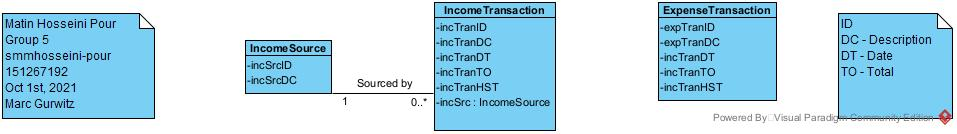 Matin Hosseini Pour
Group 5
smmhosseini-pour
151267192
Oct 1st, 2021
Marc Gurwitz
IncomeSource
-incSrcID
-incSrcDC
Sourced by
1
0..*
IncomeTransaction
-incTranID
-incTranDC
-incTranDT
-incTranTO
-incTranHST
-incSrc : IncomeSource
ExpenseTransaction
-expTranID
-expTranDC
-incTranDT
-incTranTO
-incTranHST
ID
DC - Description
DT - Date
TO - Total
Powered By Visual Paradigm Community Edition